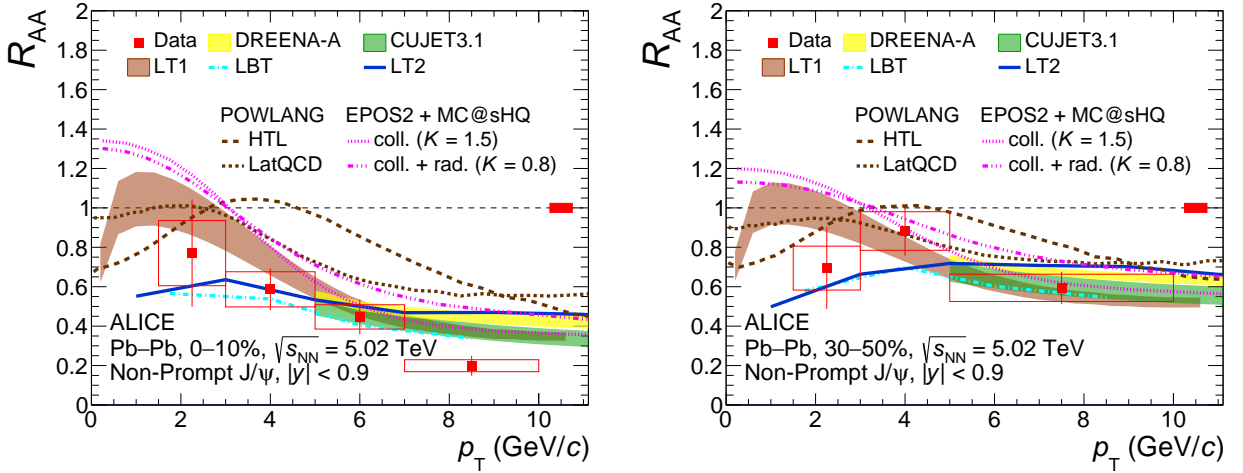 R_AA
2
1.8
1.6
1.4
1.2
1
0.8
0.6
0.4
0.2
0
Data DREENA-A CUJET3.1
LT1 LBT LT2
POWLANG EPOS2 + MC@sHQ
HTL coll. (K = 1.5)
LatQCD coll. + rad. (K = 0.8)
ALICE
Pb–Pb, 0–10%, √s_NN = 5.02 TeV
Non-Prompt J/ψ, |y| < 0.9
0 2 4 6 8 10
p_T (GeV/c)
R_AA
2
1.8
1.6
1.4
1.2
1
0.8
0.6
0.4
0.2
0
Data DREENA-A CUJET3.1
LT1 LBT LT2
POWLANG EPOS2 + MC@sHQ
HTL coll. (K = 1.5)
LatQCD coll. + rad. (K = 0.8)
ALICE
Pb–Pb, 30–50%, √s_NN = 5.02 TeV
Non-Prompt J/ψ, |y| < 0.9
0 2 4 6 8 10
p_T (GeV/c)